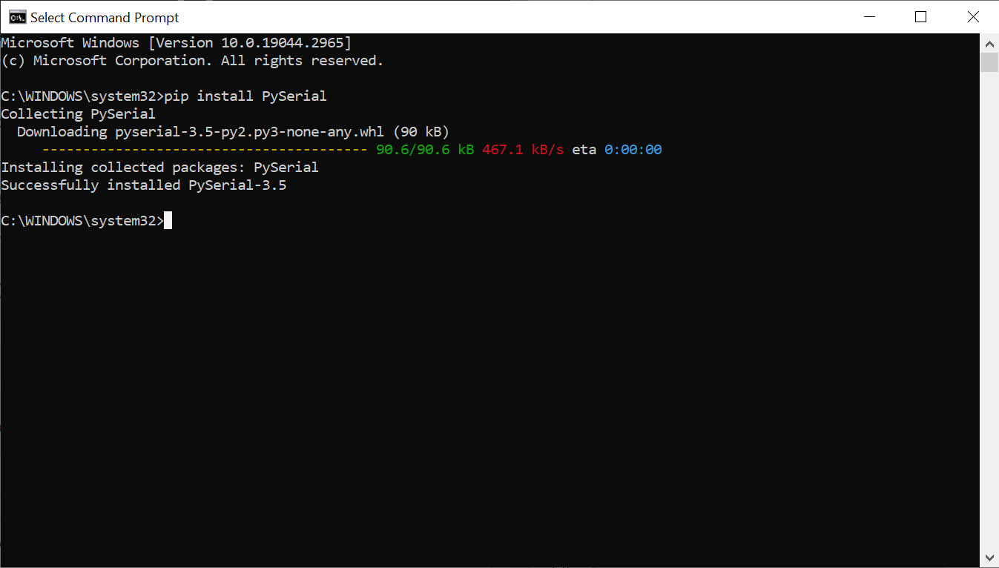 Select Command Prompt
Microsoft Windows [Version 10.0.19044.2965]
(c) Microsoft Corporation. All rights reserved.
C:\WINDOWS\system32>pip install PySerial
Collecting PySerial
  Downloading pyserial-3.5-py2.py3-none-any.whl (90 kB)
     ---------------------------------------- 90.6/90.6 kB 467.1 kB/s eta 0:00:00
Installing collected packages: PySerial
Successfully installed PySerial-3.5
C:\WINDOWS\system32>